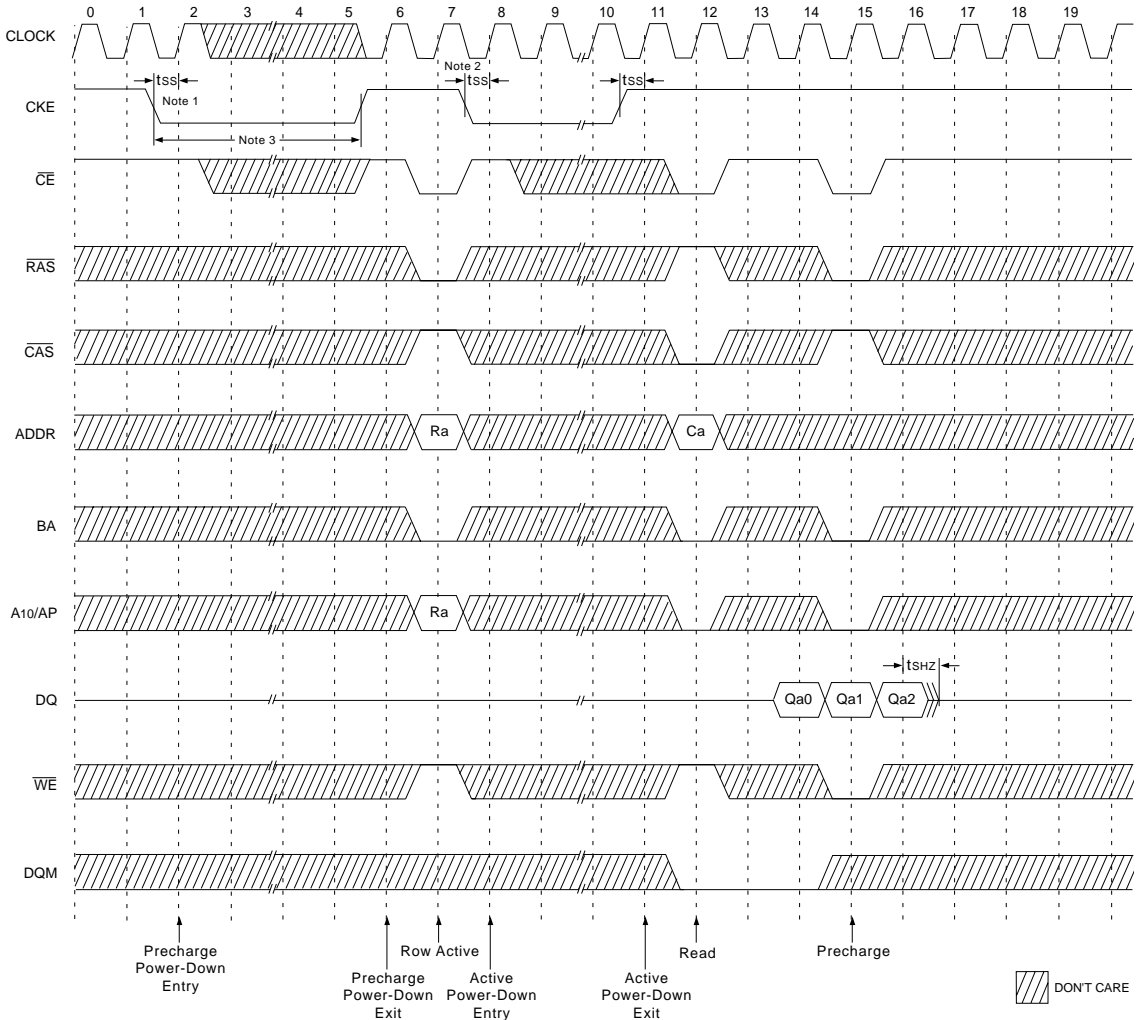 0 1 2 3 4 5 6 7 8 9 10 11 12 13 14 15 16 17 18 19
CLOCK
Note 2
tSS tSS tSS
Note 1
CKE
Note 3
CE
RAS
CAS
ADDR Ra Ca
BA
A10/AP Ra
tSHZ
DQ Qa0 Qa1 Qa2
WE
DQM
Precharge
Power-Down
Entry
Precharge
Power-Down
Exit
Row Active
Active
Power-Down
Entry
Active
Power-Down
Exit
Read
Precharge
DON'T CARE